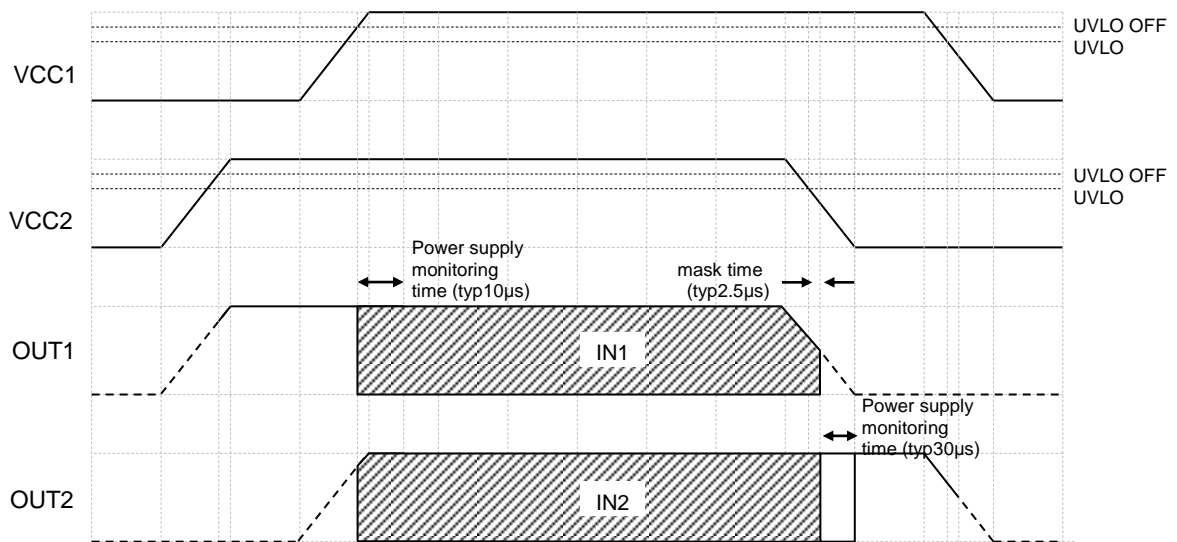 UVLO OFF
UVLO
VCC1
UVLO OFF
UVLO
VCC2
Power supply
monitoring
time (typ10µs)
mask time
(typ2.5µs)
OUT1
IN1
Power supply
monitoring
time (typ30µs)
OUT2
IN2